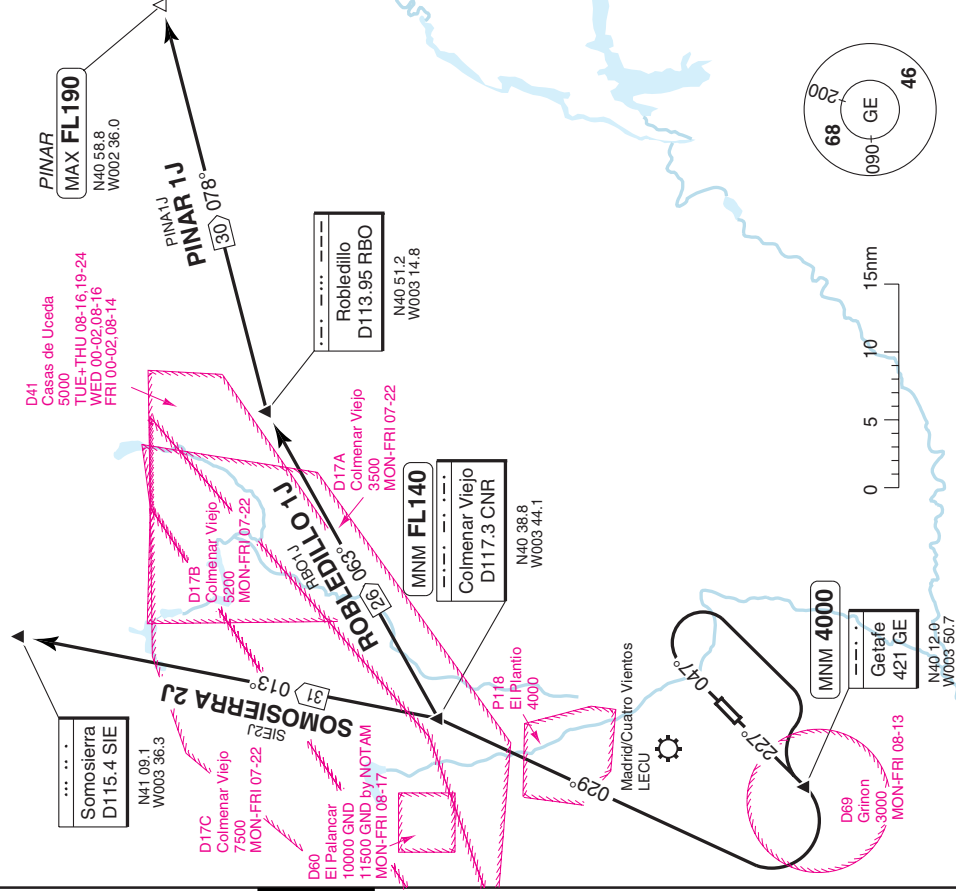 PINAR
MAX FL190
N40 58.8
W002 36.0
PINA1J
PINAR 1J
30 078°
D41
Casas de Uceda
5000
TUE+THU 08-16,19-24
WED 00-02,08-16
FRI 00-02,08-14
Robledillo
D113.95 RBO
N40 51.2
W003 14.8
200
68
46
060
GE
0 5 10 15nm
D17A
Colmenar Viejo
3500
MON-FRI 07-22
D17B
Colmenar Viejo
5200
MON-FRI 07-22
ROBLEDILLO 1J
RBO1J
26 063°
MNM FL140
Colmenar Viejo
D117.3 CNR
N40 38.8
W003 44.1
Somosierra
D115.4 SIE
N41 09.1
W003 36.3
31 013°
SIE2J
SOMOSIERRA 2J
D17C
Colmenar Viejo
7500
MON-FRI 07-22
D60
El Palancar
10000 GND
11500 GND by NOT AM
MON-FRI 08-17
P118
El Plantio
4000
029°
Madrid/Cuatro Vientos
LECU
047°
227°
MNM 4000
Getafe
421 GE
N40 12.0
W003 50.7
D69
Grinon
3000
MON-FRI 08-13